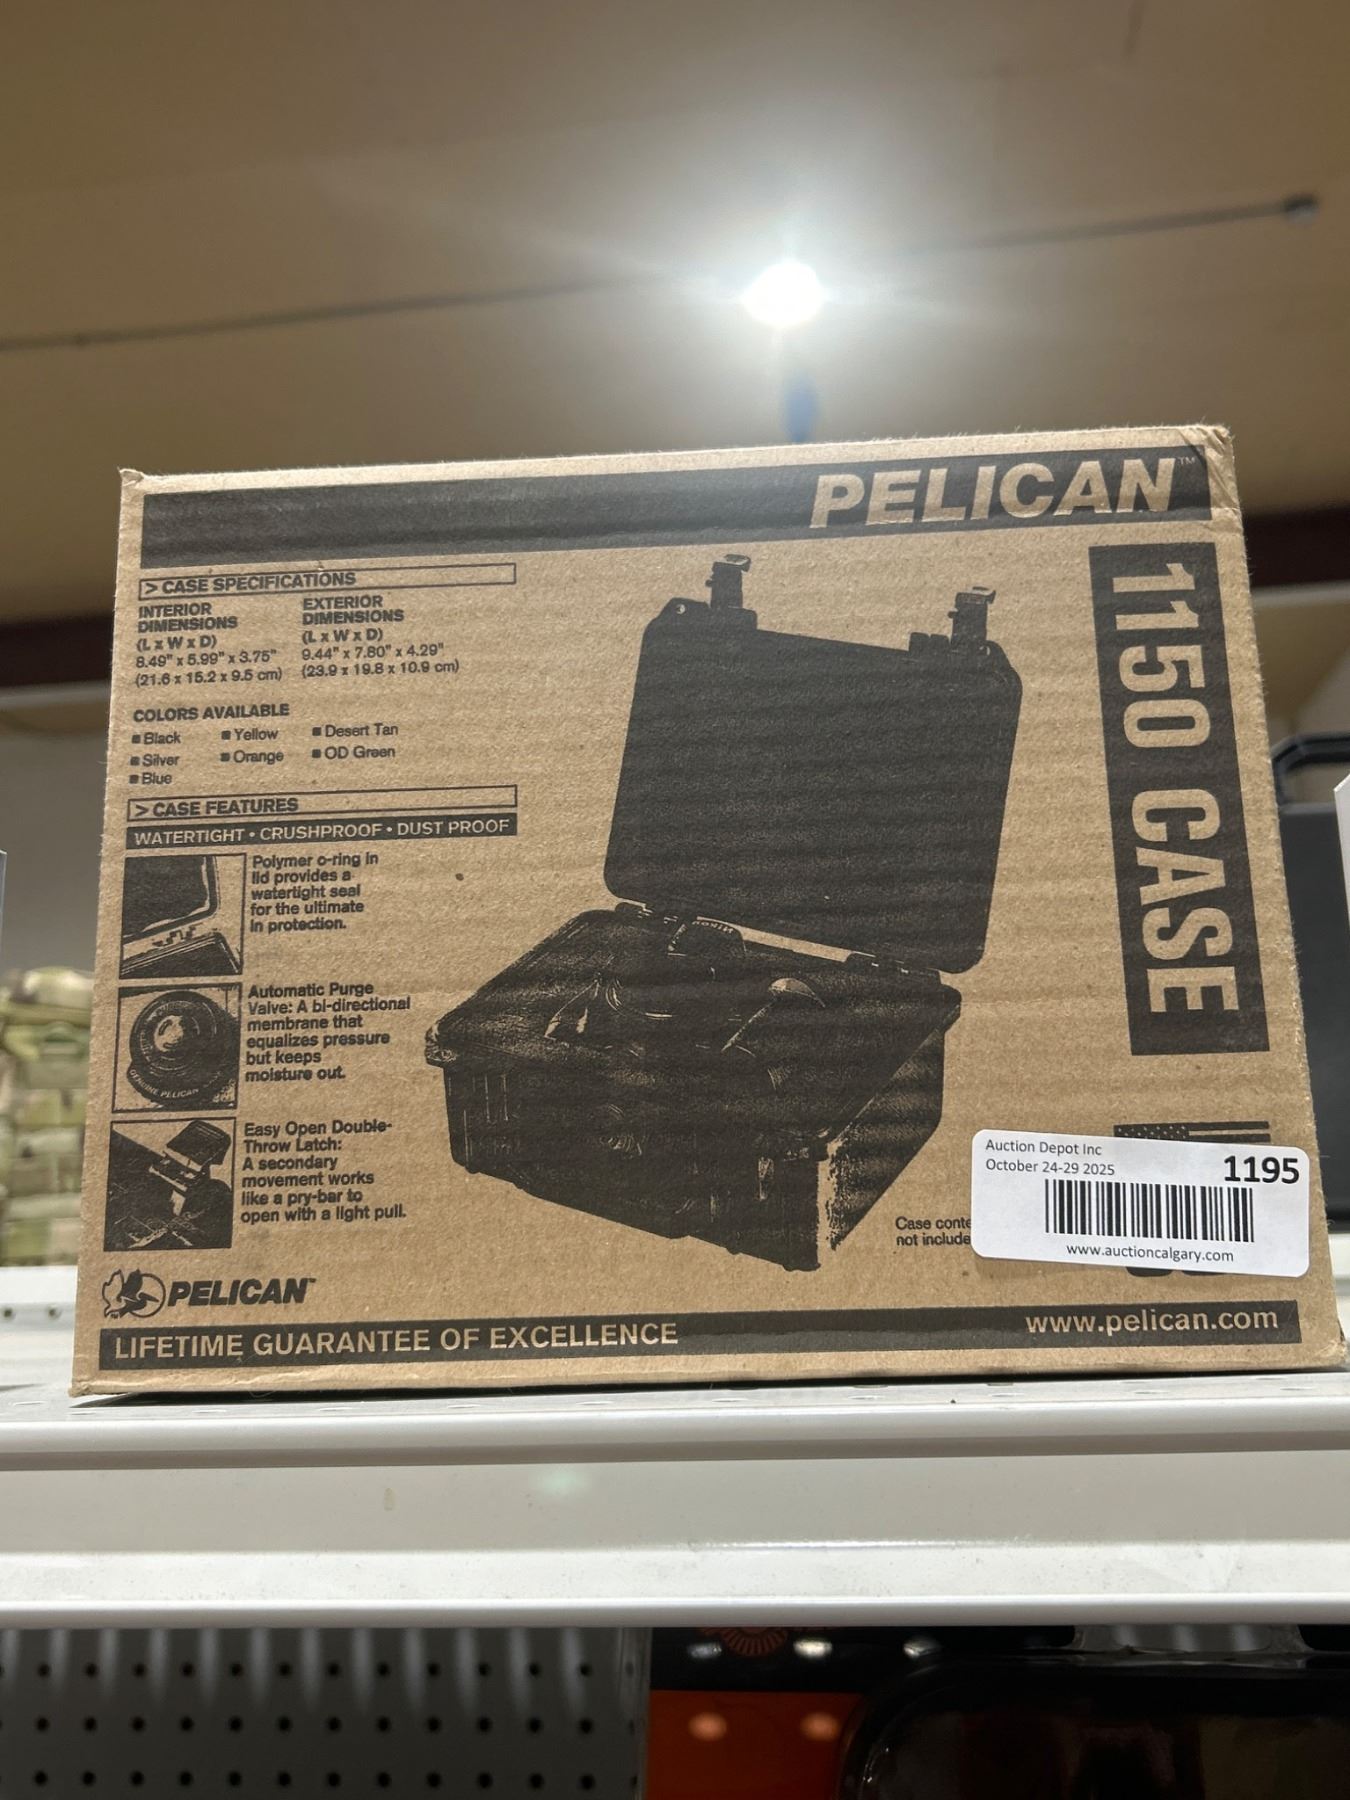 PELICAN™
> CASE SPECIFICATIONS
INTERIOR
DIMENSIONS
(L x W x D)
8.49" x 5.99" x 3.75"
(21.6 x 15.2 x 9.5 cm)
EXTERIOR
DIMENSIONS
(L x W x D)
9.44" x 7.80" x 4.29"
(23.9 x 19.8 x 10.9 cm)
COLORS AVAILABLE
■ Black ■ Yellow ■ Desert Tan
■ Silver ■ Orange ■ OD Green
■ Blue
> CASE FEATURES
WATERTIGHT • CRUSHPROOF • DUST PROOF
Polymer o-ring in
lid provides a
watertight seal
for the ultimate
in protection.
GENUINE PELICAN
Automatic Purge
Valve: A bi-directional
membrane that
equalizes pressure
but keeps
moisture out.
Easy Open Double-
Throw Latch:
A secondary
movement works
like a pry-bar to
open with a light pull.
1150 CASE
Case conte
not include
Auction Depot Inc
October 24-29 2025
1195
www.auctioncalgary.com
PELICAN™
LIFETIME GUARANTEE OF EXCELLENCE
www.pelican.com